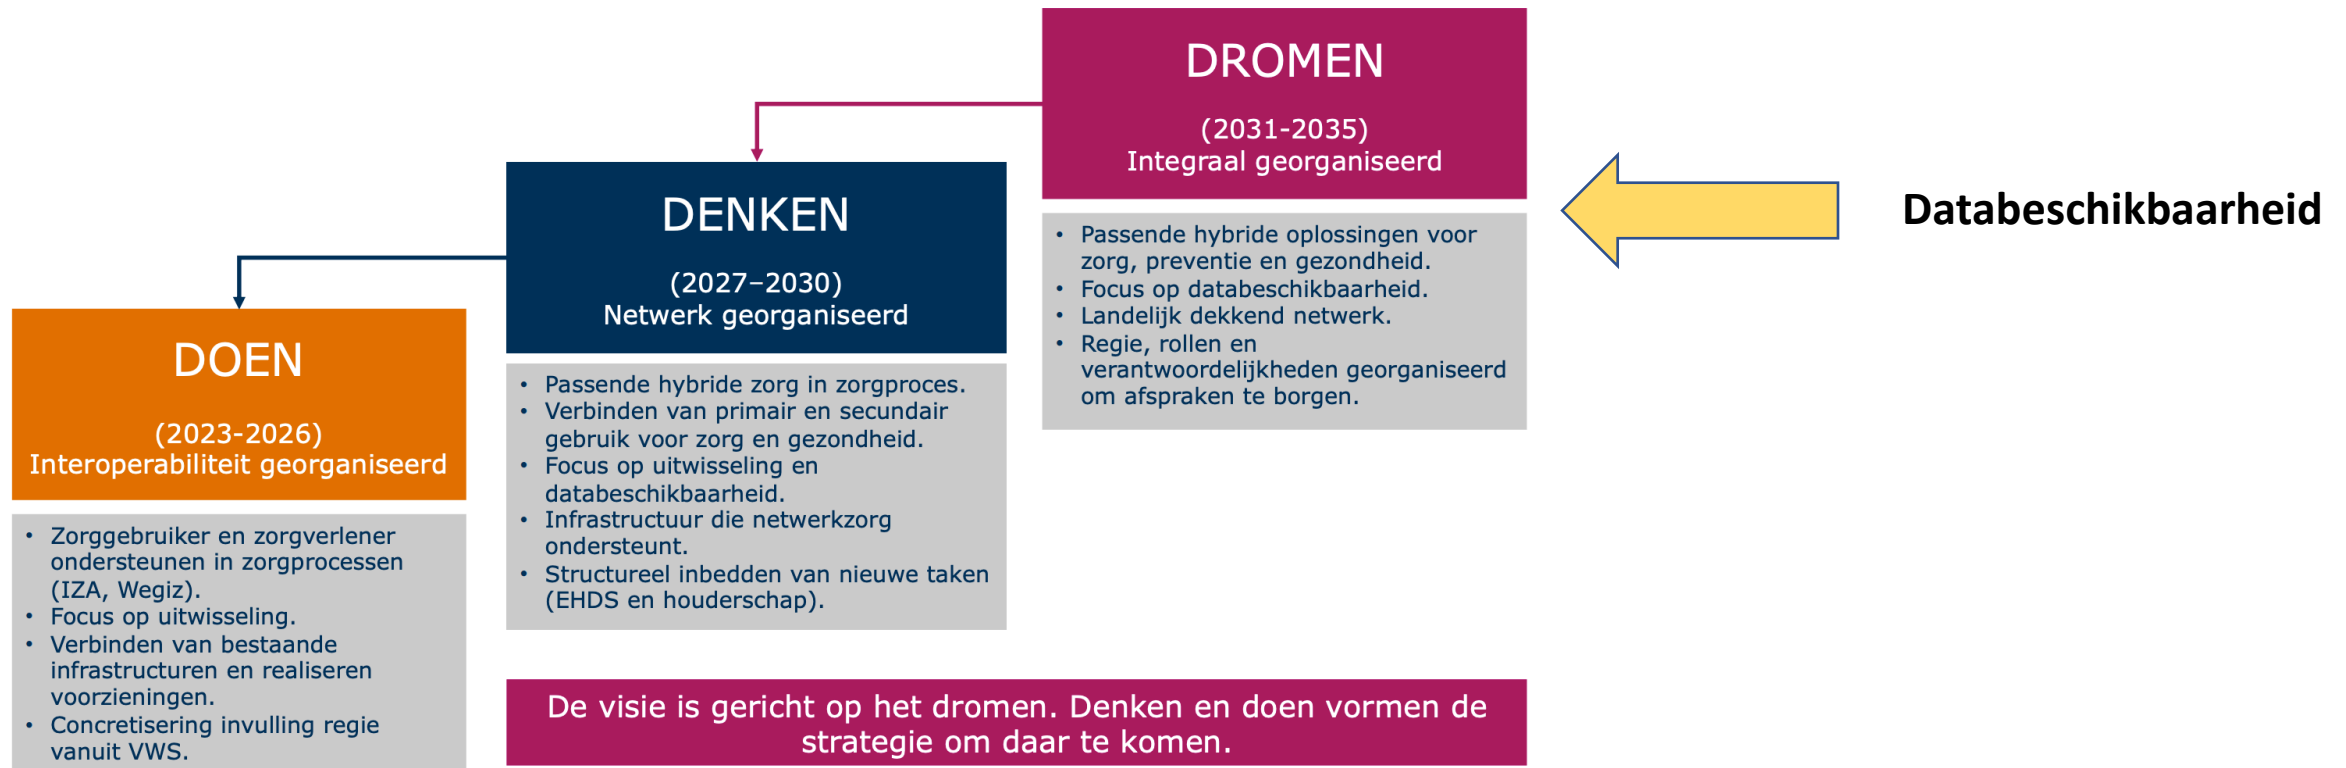 DROMEN
(2031-2035)
Integraal georganiseerd
• Passende hybride oplossingen voor
zorg, preventie en gezondheid.
• Focus op databeschikbaarheid.
• Landelijk dekkend netwerk.
• Regie, rollen en
verantwoordelijkheden georganiseerd
om afspraken te borgen.
Databeschikbaarheid
DENKEN
(2027–2030)
Netwerk georganiseerd
• Passende hybride zorg in zorgproces.
• Verbinden van primair en secundair
gebruik voor zorg en gezondheid.
• Focus op uitwisseling en
databeschikbaarheid.
• Infrastructuur die netwerkzorg
ondersteunt.
• Structureel inbedden van nieuwe taken
(EHDS en houderschap).
DOEN
(2023-2026)
Interoperabiliteit georganiseerd
• Zorggebruiker en zorgverlener
ondersteunen in zorgprocessen
(IZA, Wegiz).
• Focus op uitwisseling.
• Verbinden van bestaande
infrastructuren en realiseren
voorzieningen.
• Concretisering invulling regie
vanuit VWS.
De visie is gericht op het dromen. Denken en doen vormen de
strategie om daar te komen.